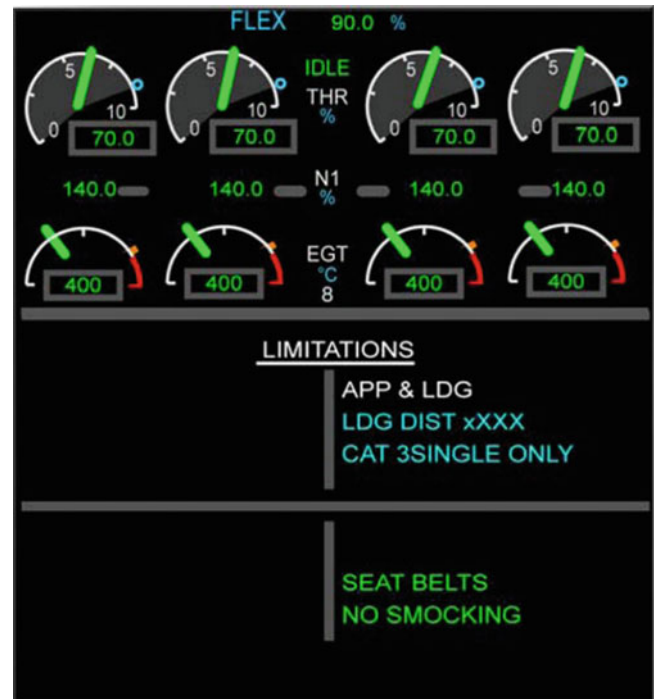 FLEX 90.0 %
5 5 IDLE 5 5
THR
10 10 % 10 10
0 70.0 0 70.0 0 70.0 0 70.0
140.0 140.0 N1 140.0 140.0
%
EGT
°C
400 400 400 400
8
LIMITATIONS
APP & LDG
LDG DIST xXXX
CAT 3SINGLE ONLY
SEAT BELTS
NO SMOCKING